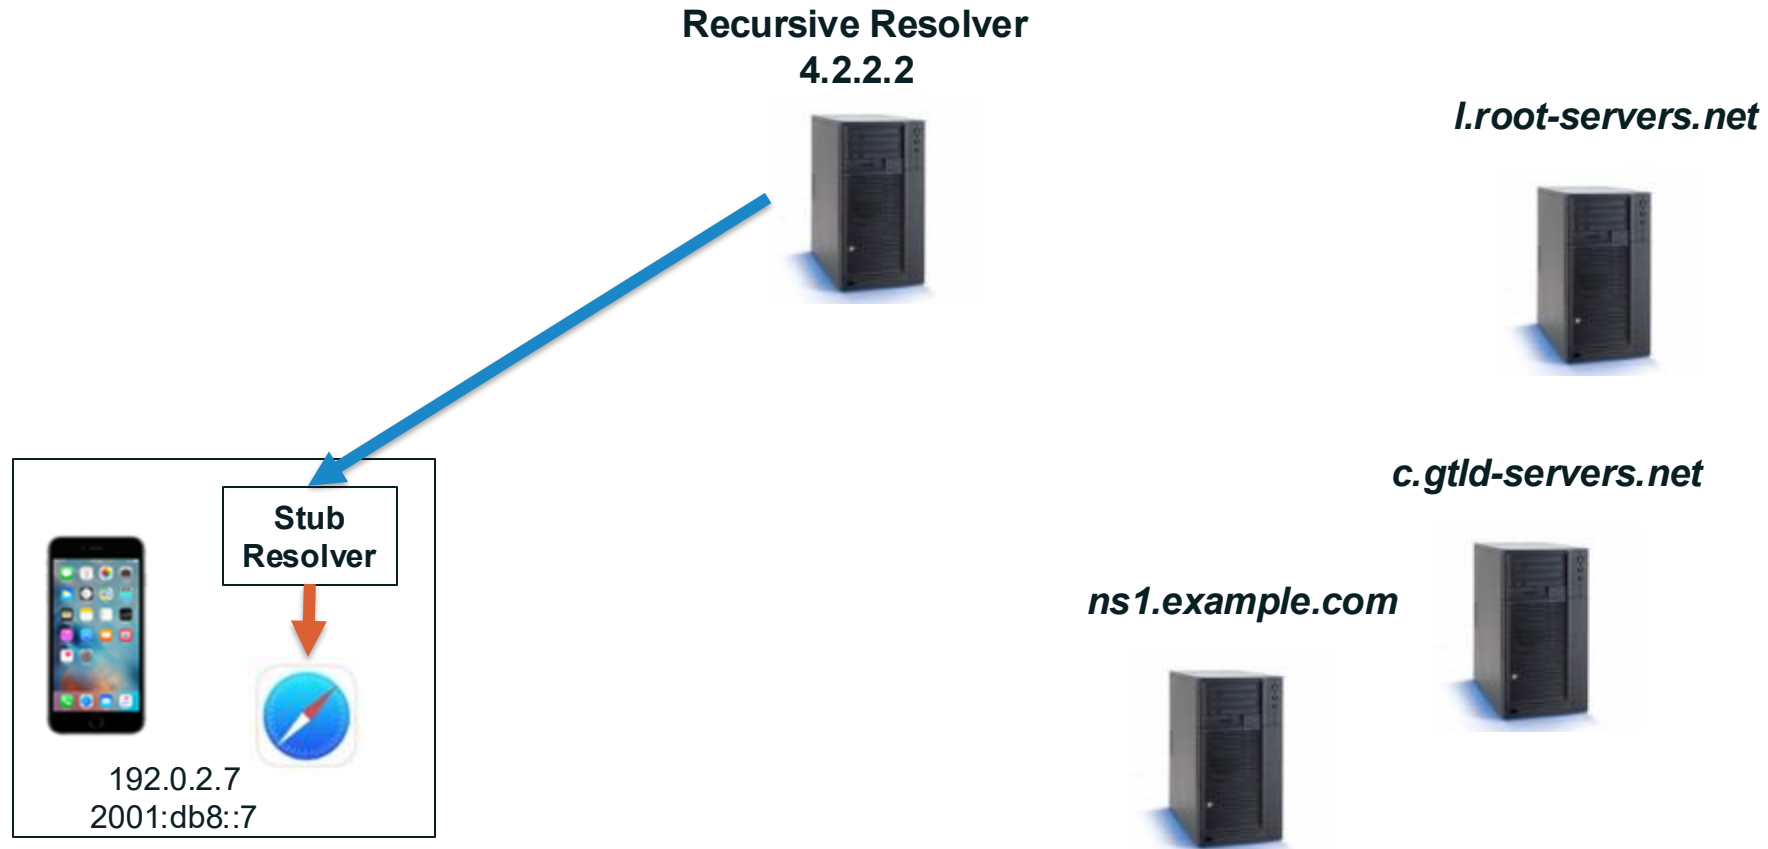 Recursive Resolver
4.2.2.2
l.root-servers.net
c.gtld-servers.net
Stub
Resolver
ns1.example.com
192.0.2.7
2001:db8::7